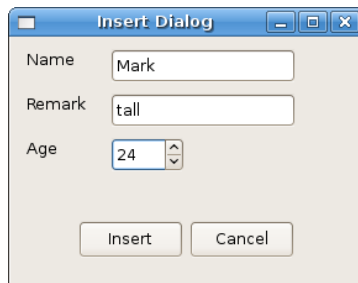 Insert Dialog
Name Mark
Remark tall
Age 24
Insert Cancel